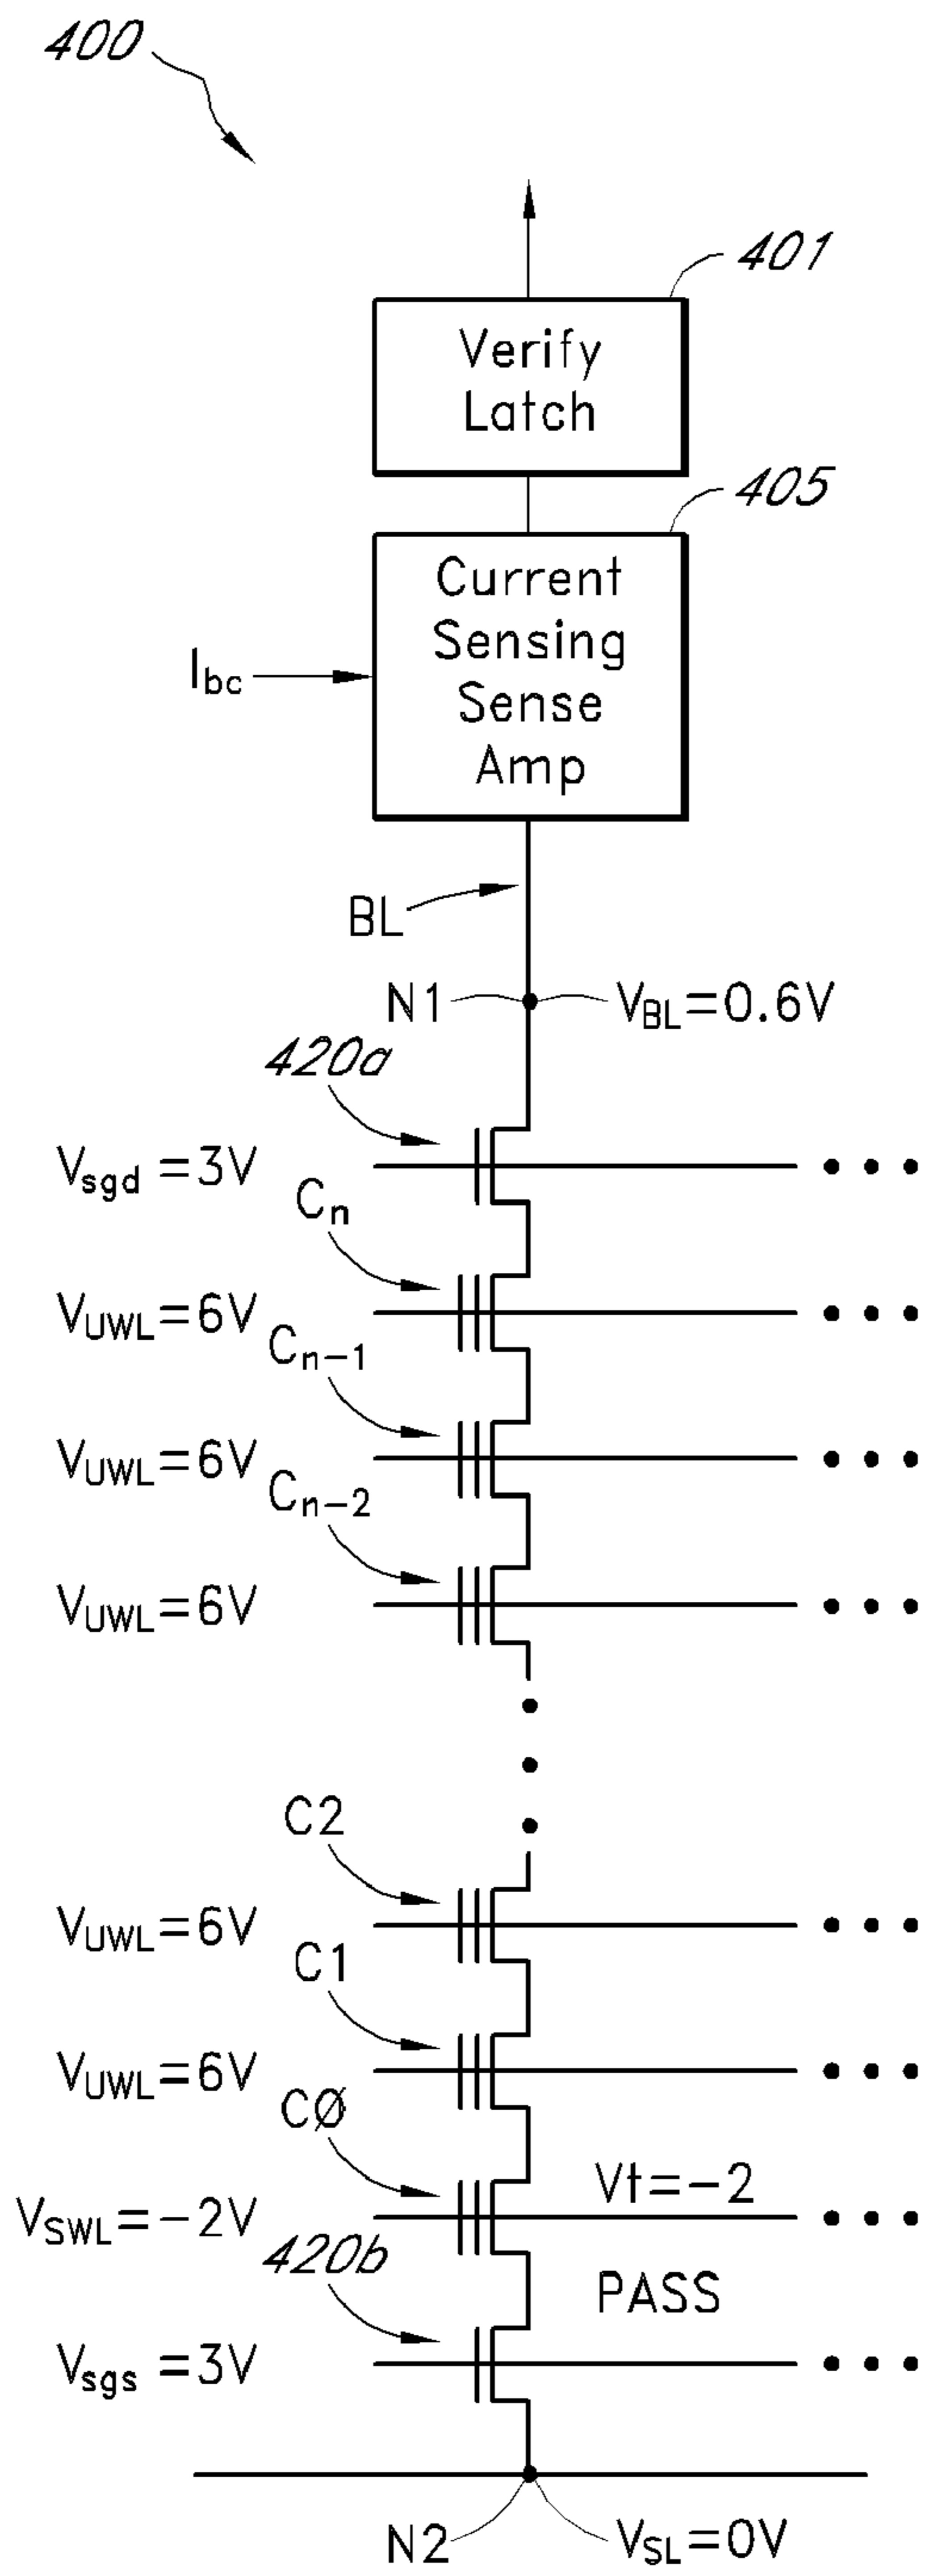 400
401
Verify
Latch
405
Current
Sensing
Sense
Amp
Ibc
BL
N1
VBL=0.6V
420a
Vsgd=3V
Cn
VUWL=6V
Cn-1
VUWL=6V
Cn-2
VUWL=6V
C2
VUWL=6V
C1
VUWL=6V
CØ
Vt=-2
VSWL=-2V
420b
PASS
Vsgs=3V
N2
VSL=0V